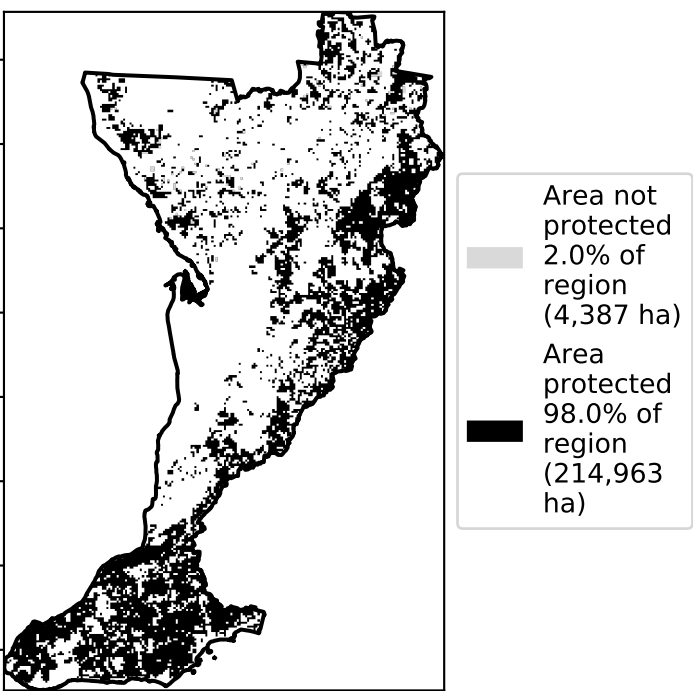 Area not
protected
2.0% of
region
(4,387 ha)
Area
protected
98.0% of
region
(214,963
ha)